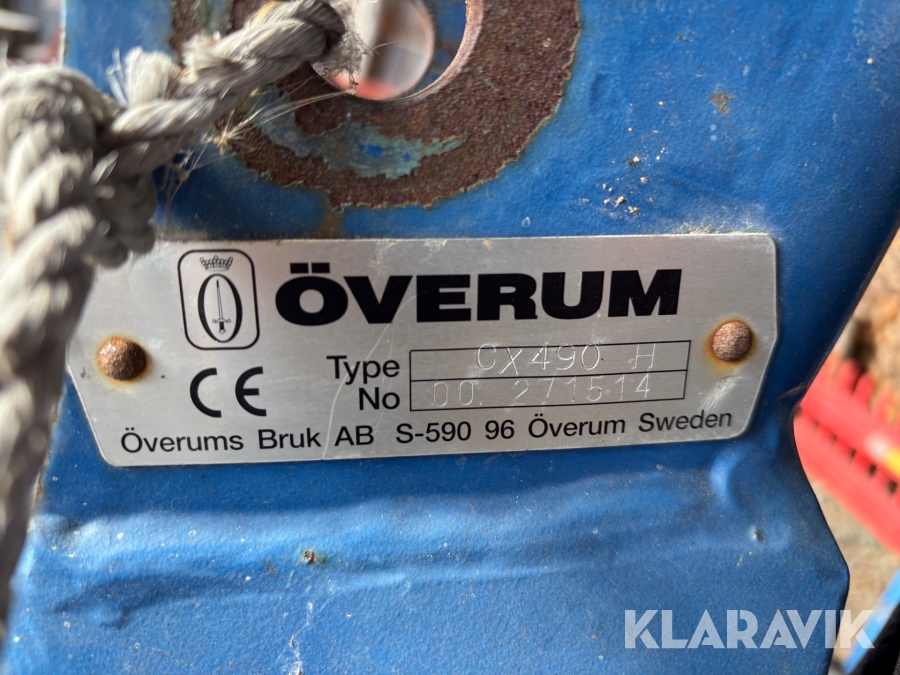 ÖVERUM
Type CX490 H
No 00. 271514
CE
Överums Bruk AB S-590 96 Överum Sweden
KLARAVIK